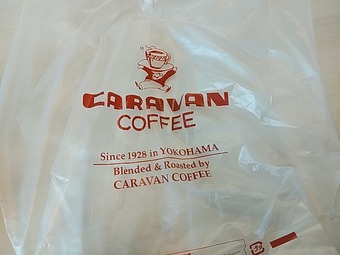 CARAVAN
COFFEE
Since 1928 in YOKOHAMA
Blended & Roasted by
CARAVAN COFFEE